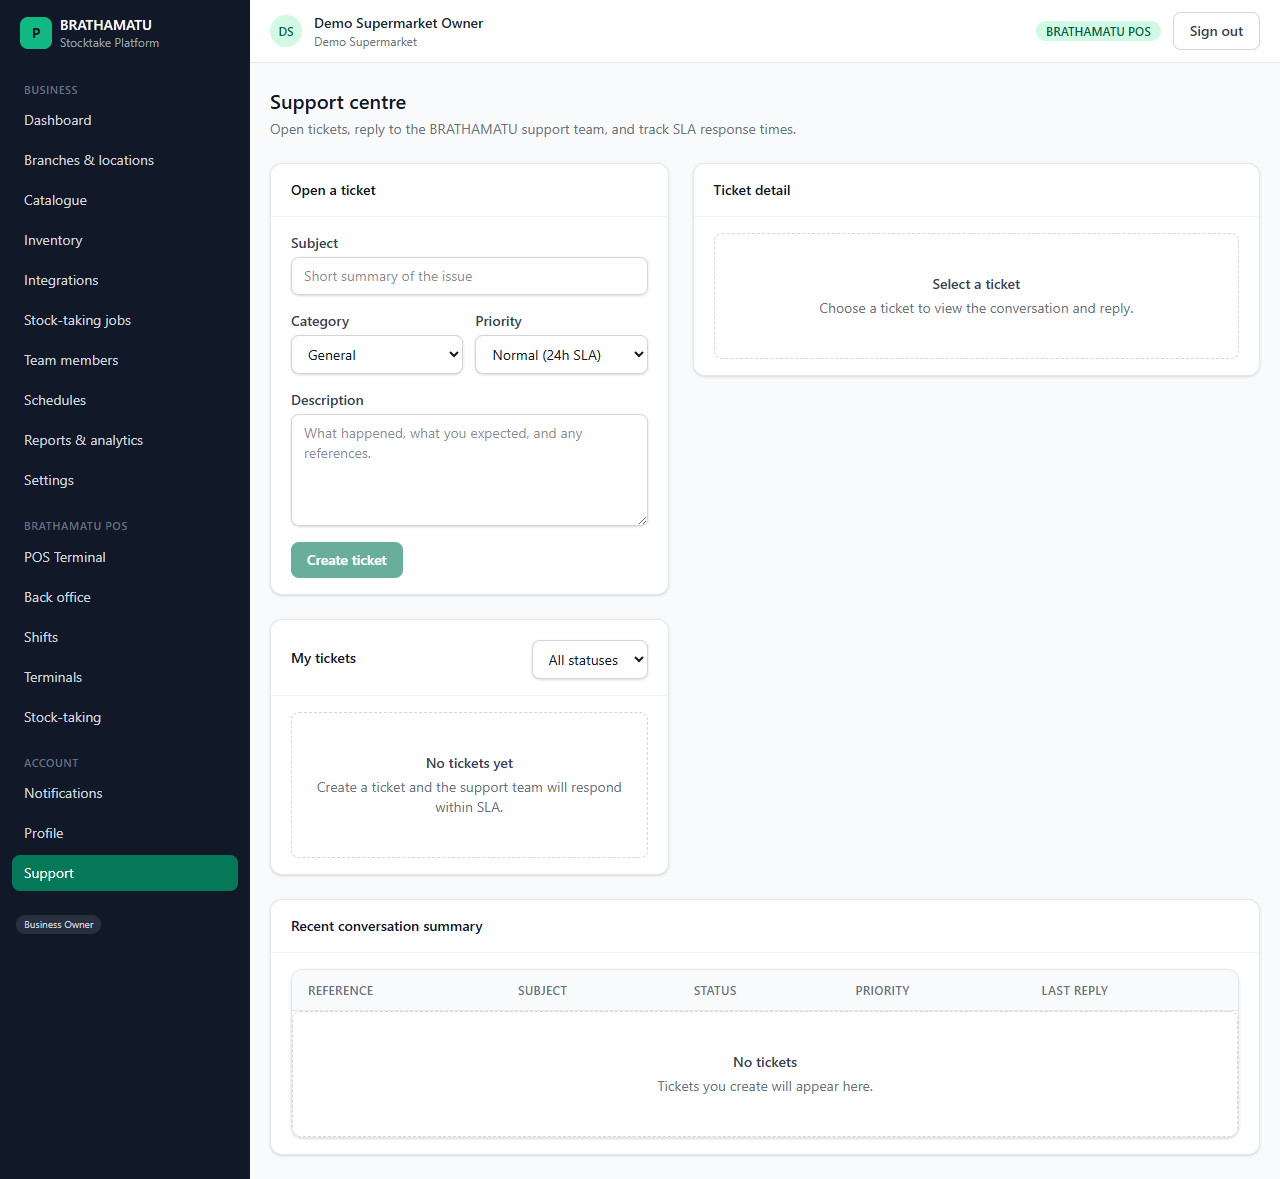 P
BRATHAMATU
Stocktake Platform
BUSINESS
Dashboard
Branches & locations
Catalogue
Inventory
Integrations
Stock-taking jobs
Team members
Schedules
Reports & analytics
Settings
BRATHAMATU POS
POS Terminal
Back office
Shifts
Terminals
Stock-taking
ACCOUNT
Notifications
Profile
Support
Business Owner
DS
Demo Supermarket Owner
Demo Supermarket
BRATHAMATU POS
Sign out
Support centre
Open tickets, reply to the BRATHAMATU support team, and track SLA response times.
Open a ticket
Subject
Short summary of the issue
Category
Priority
General
Normal (24h SLA)
Description
What happened, what you expected, and any
references.
Create ticket
Ticket detail
Select a ticket
Choose a ticket to view the conversation and reply.
My tickets
All statuses
No tickets yet
Create a ticket and the support team will respond
within SLA.
Recent conversation summary
REFERENCE SUBJECT STATUS PRIORITY LAST REPLY
No tickets
Tickets you create will appear here.